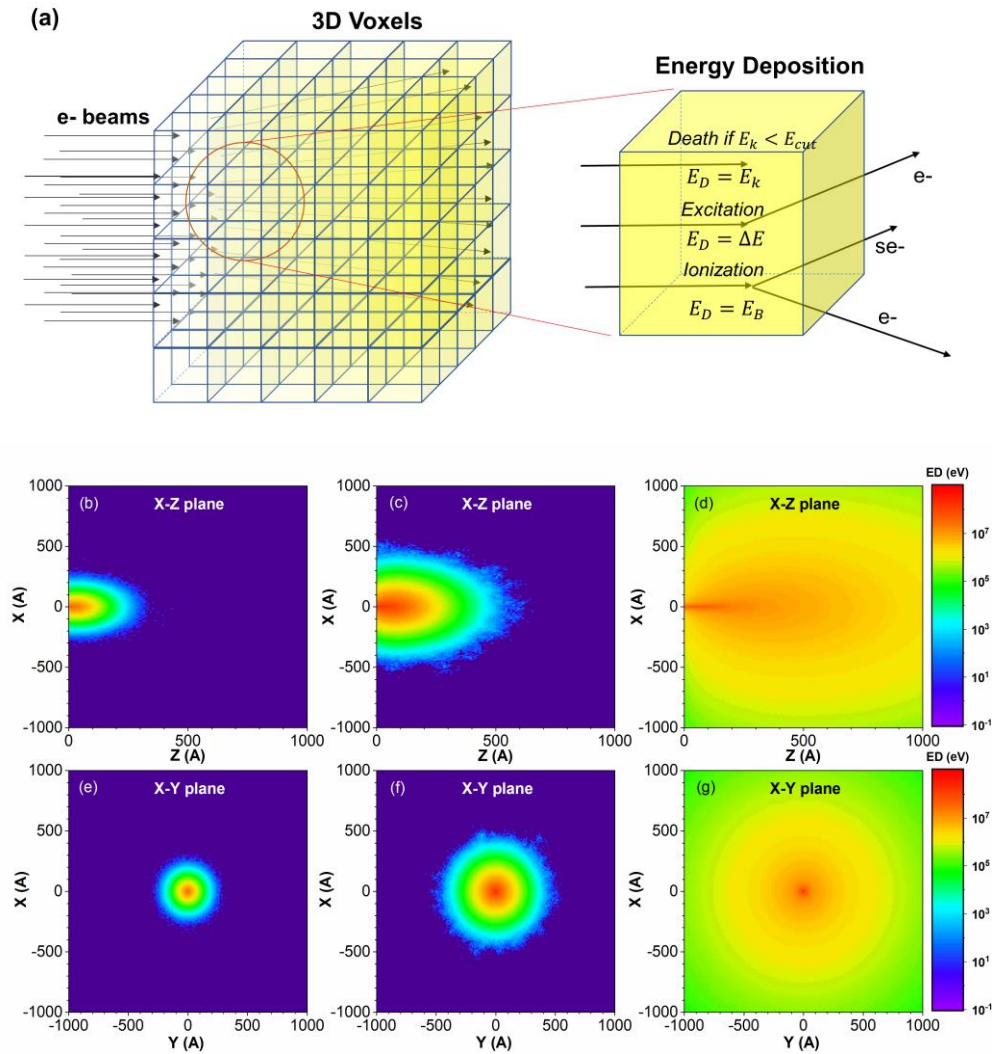 (a)
3D Voxels
e- beams
Energy Deposition
Death if E_k < E_cut
E_D = E_k
Excitation
E_D = ΔE
Ionization
E_D = E_B
e-
se-
e-
ED (eV)
(b)
X-Z plane
(c)
X-Z plane
(d)
X-Z plane
1000
500
0
-500
-1000
X (A)
0
500
1000
Z (A)
1000
500
0
-500
-1000
X (A)
0
500
1000
Z (A)
1000
500
0
-500
-1000
X (A)
0
500
1000
Z (A)
10^7
10^5
10^3
10^1
10^-1
ED (eV)
(e)
X-Y plane
(f)
X-Y plane
(g)
X-Y plane
1000
500
0
-500
-1000
X (A)
-1000
-500
0
500
1000
Y (A)
1000
500
0
-500
-1000
X (A)
-1000
-500
0
500
1000
Y (A)
1000
500
0
-500
-1000
X (A)
-1000
-500
0
500
1000
Y (A)
10^7
10^5
10^3
10^1
10^-1